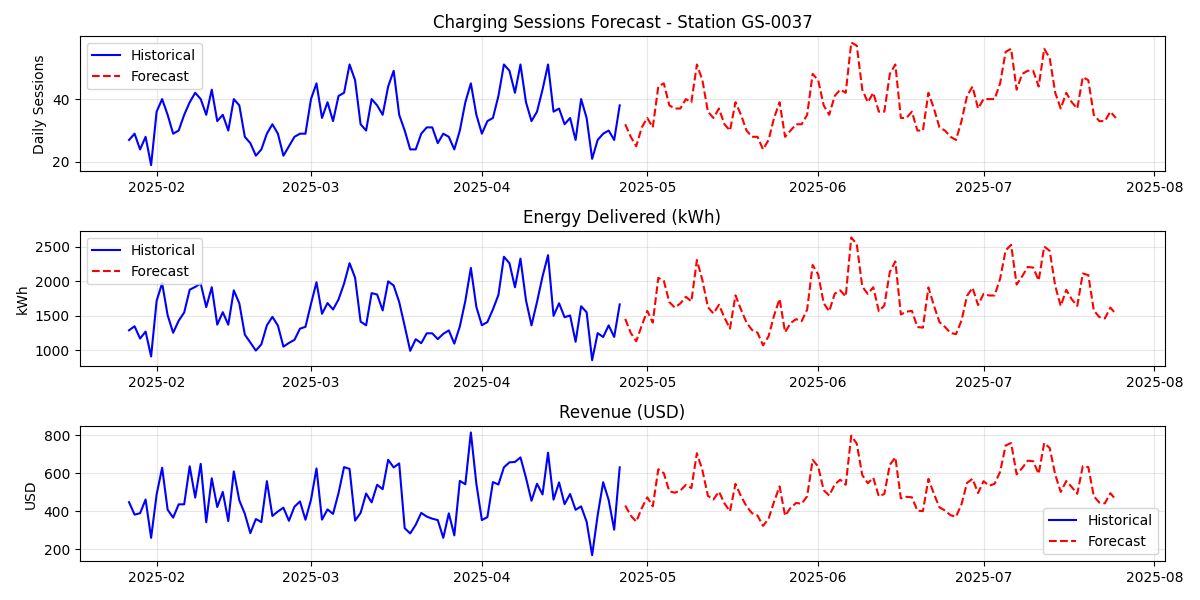 Charging Sessions Forecast - Station GS-0037
Daily Sessions
40
20
Historical
Forecast
2025-02 2025-03 2025-04 2025-05 2025-06 2025-07 2025-08
Energy Delivered (kWh)
kWh
2500
2000
1500
1000
Historical
Forecast
2025-02 2025-03 2025-04 2025-05 2025-06 2025-07 2025-08
Revenue (USD)
USD
800
600
400
200
Historical
Forecast
2025-02 2025-03 2025-04 2025-05 2025-06 2025-07 2025-08